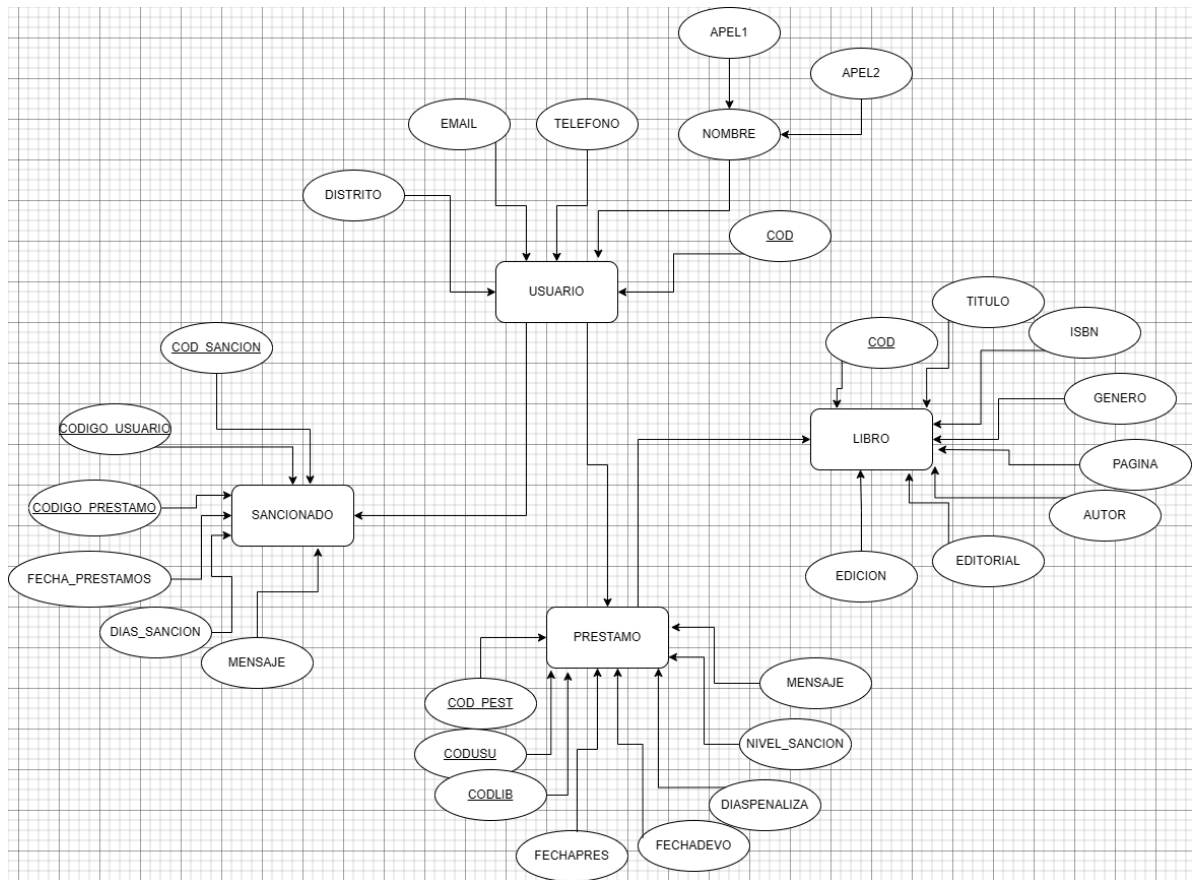 APEL1
APEL2
EMAIL
TELEFONO
NOMBRE
DISTRITO
COD
USUARIO
TITULO
ISBN
COD
COD_SANCION
GENERO
CODIGO_USUARIO
LIBRO
PAGINA
CODIGO_PRESTAMO
SANCIONADO
AUTOR
EDITORIAL
EDICION
FECHA_PRESTAMOS
DIAS_SANCION
MENSAJE
PRESTAMO
MENSAJE
COD_PEST
NIVEL_SANCION
CODUSU
CODLIB
DIASPENALIZA
FECHAPRES
FECHADEVO